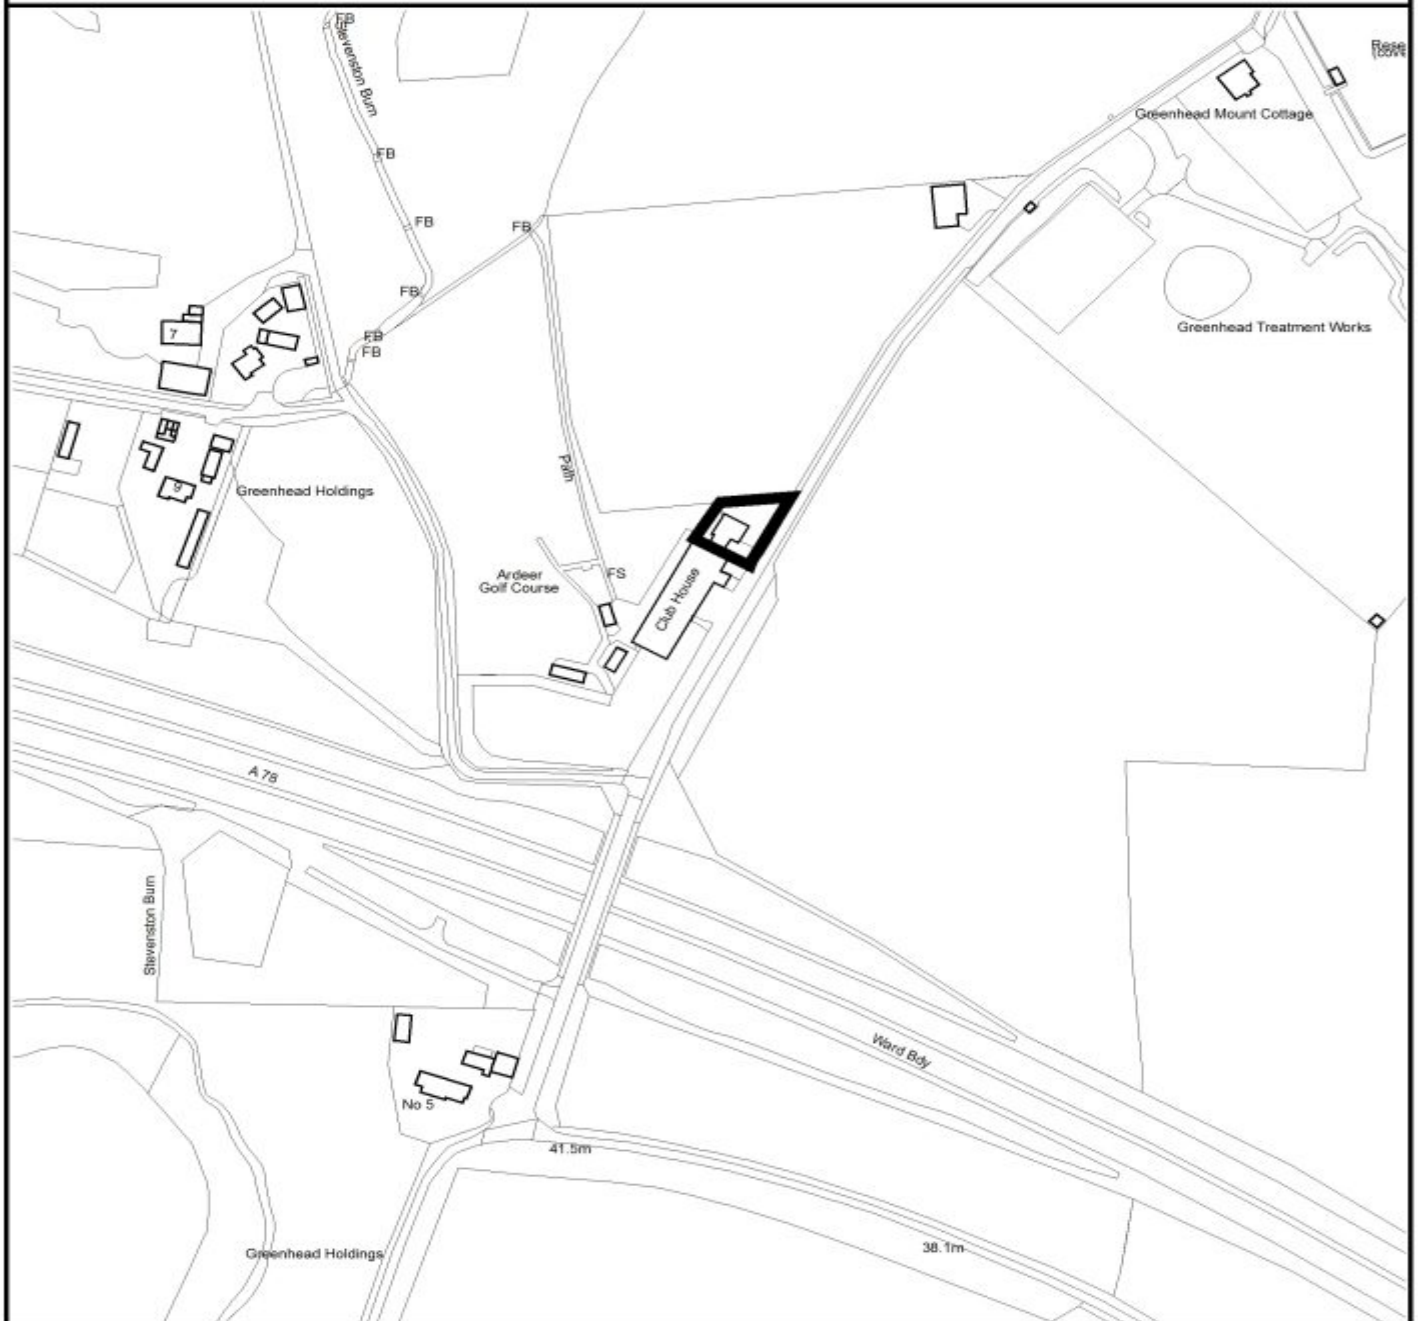 FB
Stevenston Burn
Greenhead Mount Cottage
FB
FB
FB
FB
Greenhead Treatment Works
7
FB
FB
Path
9
Greenhead Holdings
Ardeer
Golf Course
FS
Club House
A 78
Stevenston Burn
Ward Bdy
No 5
41.5m
38.1m
Greenhead Holdings